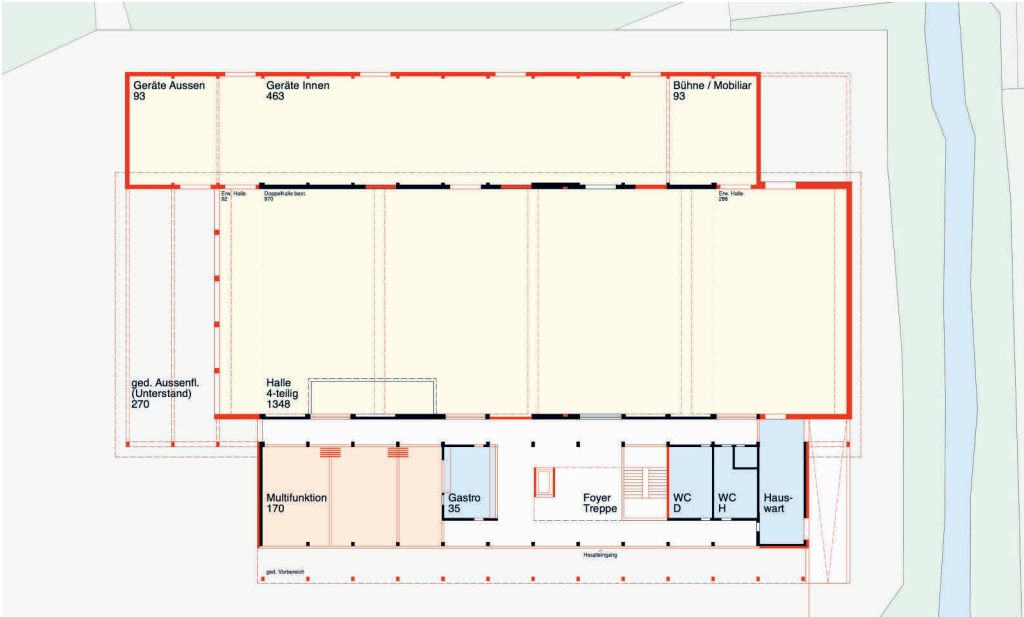 Geräte Aussen
93
Geräte Innen
463
Bühne / Mobiliar
93
Erw. Halle
92
Doppelhalle best.
970
Erw. Halle
286
ged. Aussenfl.
(Unterstand)
270
Halle
4-teilig
1348
Multifunktion
170
Gastro
35
Foyer
Treppe
WC
D
WC
H
Haus-
wart
Haupteingang
ged. Vorbereich